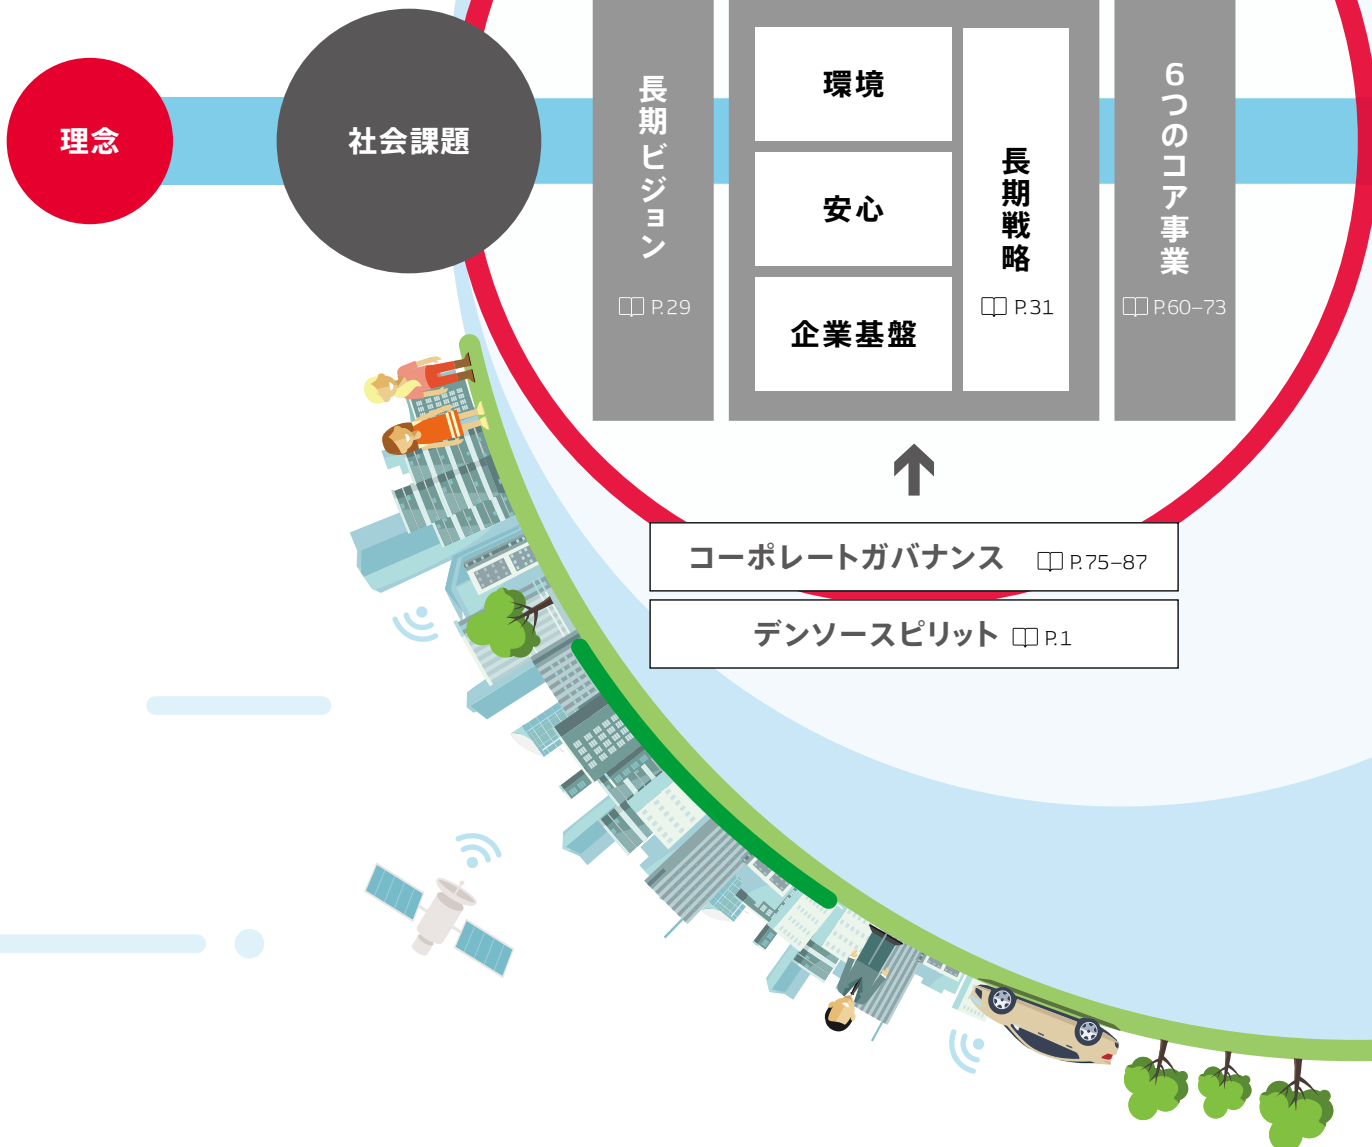 理念
社会課題
長期ビジョン
P.29
環境
安心
企業基盤
長期戦略
P.31
6つのコア事業
P.60–73
コーポレートガバナンス P.75–87
デンソースピリット P.1